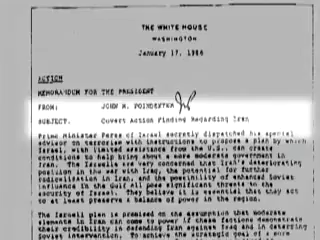 THE WHITE HOUSE
WASHINGTON
January 17, 1986
ACTION
MEMORANDUM FOR THE PRESIDENT
FROM: JOHN M. POINDEXTER
SUBJECT: Covert Action Finding Regarding Iran
Prime Minister Peres of Israel secretly dispatched his special
advisor on terrorism with instructions to propose a plan by which
Israel, with limited assistance from the U.S., can create
conditions to help bring about a more moderate government in
Iran. The Israelis are very concerned that Iran's deteriorating
position in the war with Iraq, the potential for further
radicalization in Iran, and the possibility of enhanced Soviet
influence in the Gulf all pose significant threats to the
security of Israel. They believe it is essential that they act
to at least preserve a balance of power in the region.
The Israeli plan is premised on the assumption that moderate
elements in Iran can come to power if these factions demonstrate
their credibility in defending Iran against Iraq and in deterring
Soviet intervention. To achieve the strategic goal of a more